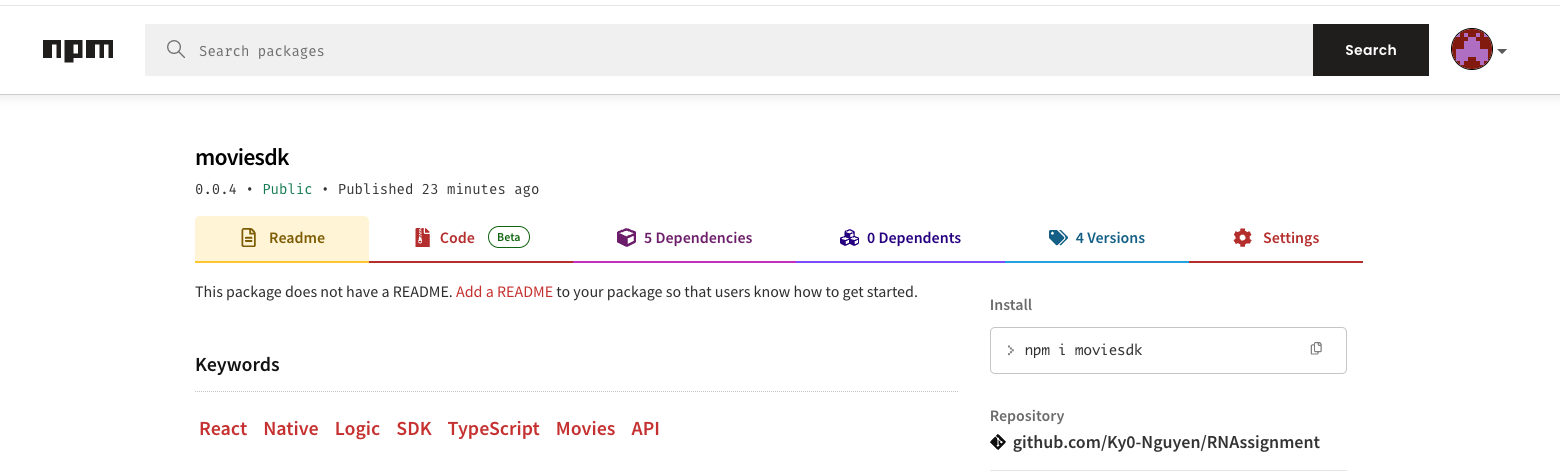 npm
Search packages
Search
moviesdk
0.0.4 • Public • Published 23 minutes ago
Readme
Code Beta
5 Dependencies
0 Dependents
4 Versions
Settings
This package does not have a README. Add a README to your package so that users know how to get started.
Install
> npm i moviesdk
Keywords
React Native Logic SDK TypeScript Movies API
Repository
github.com/Ky0-Nguyen/RNAssignment